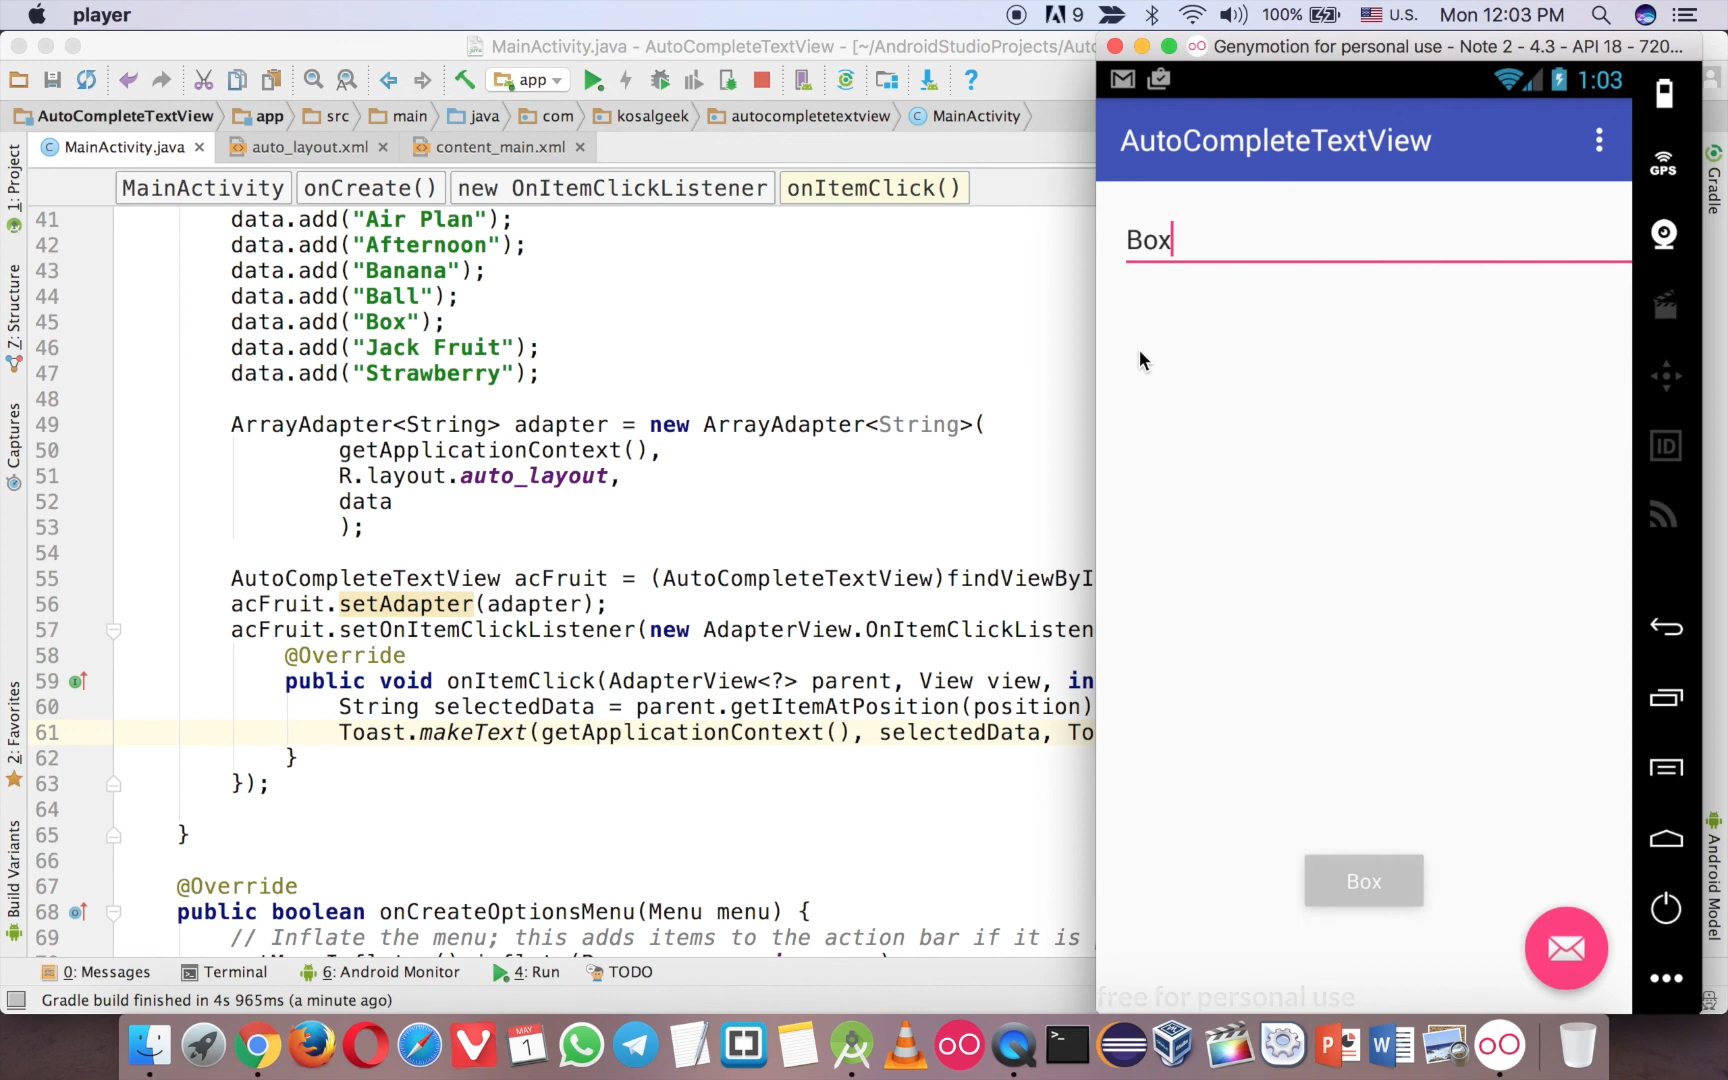 player
9
100%
U.S.
Mon 12:03 PM
MainActivity.java - AutoCompleteTextView - [~/AndroidStudioProjects/Auto
Genymotion for personal use - Note 2 - 4.3 - API 18 - 720...
app
AutoCompleteTextView
app
src
main
java
com
kosalgeek
autocompletetextview
MainActivity
MainActivity.java
auto_layout.xml
content_main.xml
MainActivity
onCreate()
new OnItemClickListener
onItemClick()
1: Project
Z: Structure
Captures
2: Favorites
Build Variants
41 data.add("Air Plan");
42 data.add("Afternoon");
43 data.add("Banana");
44 data.add("Ball");
45 data.add("Box");
46 data.add("Jack Fruit");
47 data.add("Strawberry");
48
49 ArrayAdapter<String> adapter = new ArrayAdapter<String>(
50 getApplicationContext(),
51 R.layout.auto_layout,
52 data
53 );
54
55 AutoCompleteTextView acFruit = (AutoCompleteTextView)findViewByI
56 acFruit.setAdapter(adapter);
57 acFruit.setOnItemClickListener(new AdapterView.OnItemClickListen
58 @Override
59 public void onItemClick(AdapterView<?> parent, View view, in
60 String selectedData = parent.getItemAtPosition(position)
61 Toast.makeText(getApplicationContext(), selectedData, To
62 }
63 });
64
65 }
66
67 @Override
68 public boolean onCreateOptionsMenu(Menu menu) {
69 // Inflate the menu; this adds items to the action bar if it is
0: Messages
Terminal
6: Android Monitor
4: Run
TODO
Gradle build finished in 4s 965ms (a minute ago)
1:03
AutoCompleteTextView
Box
Box
free for personal use
GPS
ID
Gradle
Android Model
MAY
1